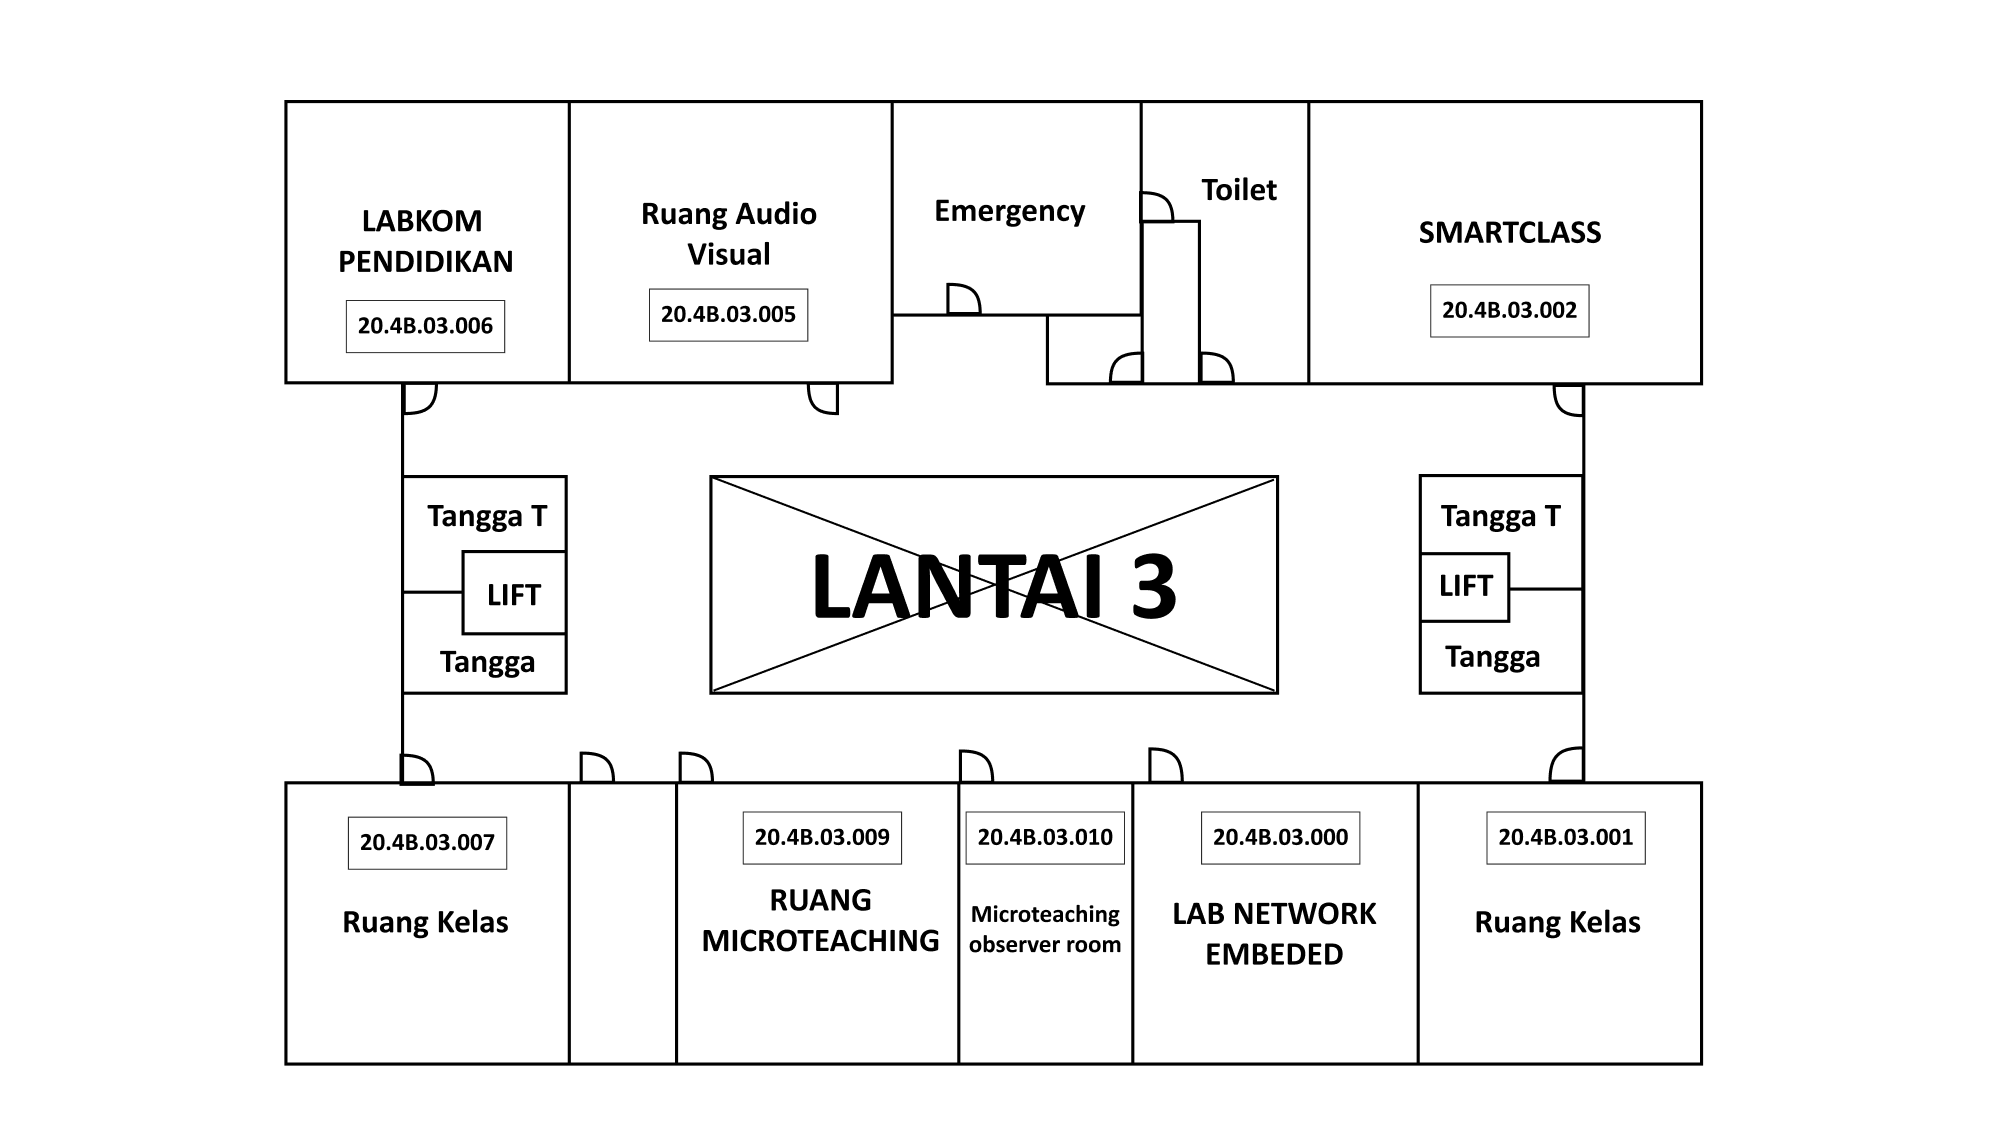 LABKOM
PENDIDIKAN
20.4B.03.006
Ruang Audio
Visual
20.4B.03.005
Emergency
Toilet
SMARTCLASS
20.4B.03.002
Tangga T
LIFT
Tangga
LANTAI 3
Tangga T
LIFT
Tangga
20.4B.03.007
Ruang Kelas
20.4B.03.009
RUANG
MICROTEACHING
20.4B.03.010
Microteaching
observer room
20.4B.03.000
LAB NETWORK
EMBEDED
20.4B.03.001
Ruang Kelas